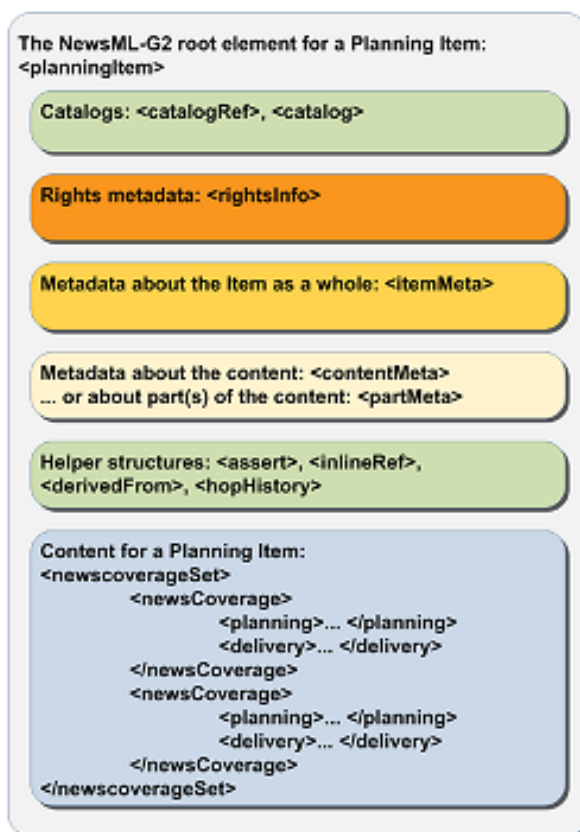 The NewsML-G2 root element for a Planning Item:
<planningItem>
Catalogs: <catalogRef>, <catalog>
Rights metadata: <rightsInfo>
Metadata about the Item as a whole: <itemMeta>
Metadata about the content: <contentMeta>
... or about part(s) of the content: <partMeta>
Helper structures: <assert>, <inlineRef>,
<derivedFrom>, <hopHistory>
Content for a Planning Item:
<newscoverageSet>
<newsCoverage>
<planning>... </planning>
<delivery>... </delivery>
</newsCoverage>
<newsCoverage>
<planning>... </planning>
<delivery>... </delivery>
</newsCoverage>
</newscoverageSet>